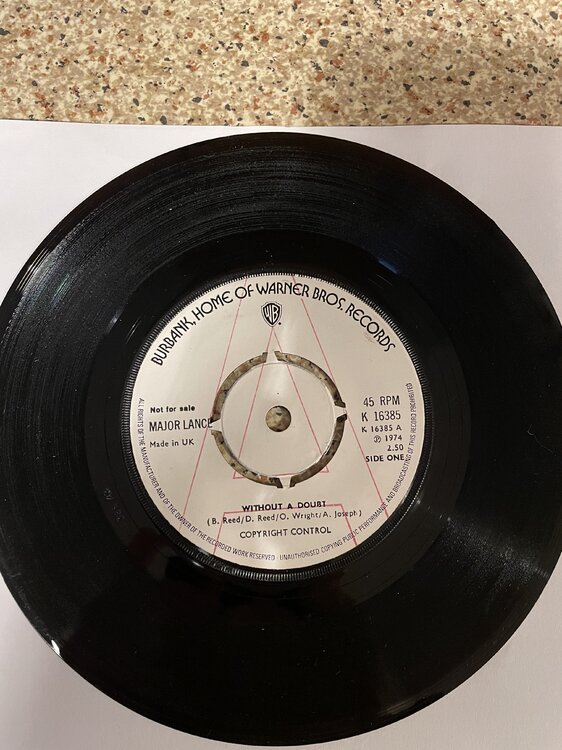 BURBANK, HOME OF WARNER BROS. RECORDS
WB
Not for sale
MAJOR LANCE
Made in UK
45 RPM
K 16385
K 16385 A
Ⓟ 1974
2.50
SIDE ONE
A
WITHOUT A DOUBT
(B. Reed/D. Reed/O. Wright/A. Joseph)
COPYRIGHT CONTROL
ALL RIGHTS OF THE MANUFACTURER AND OF THE OWNER OF THE RECORDED WORK RESERVED · UNAUTHORISED COPYING PUBLIC PERFORMANCE AND BROADCASTING OF THIS RECORD PROHIBITED